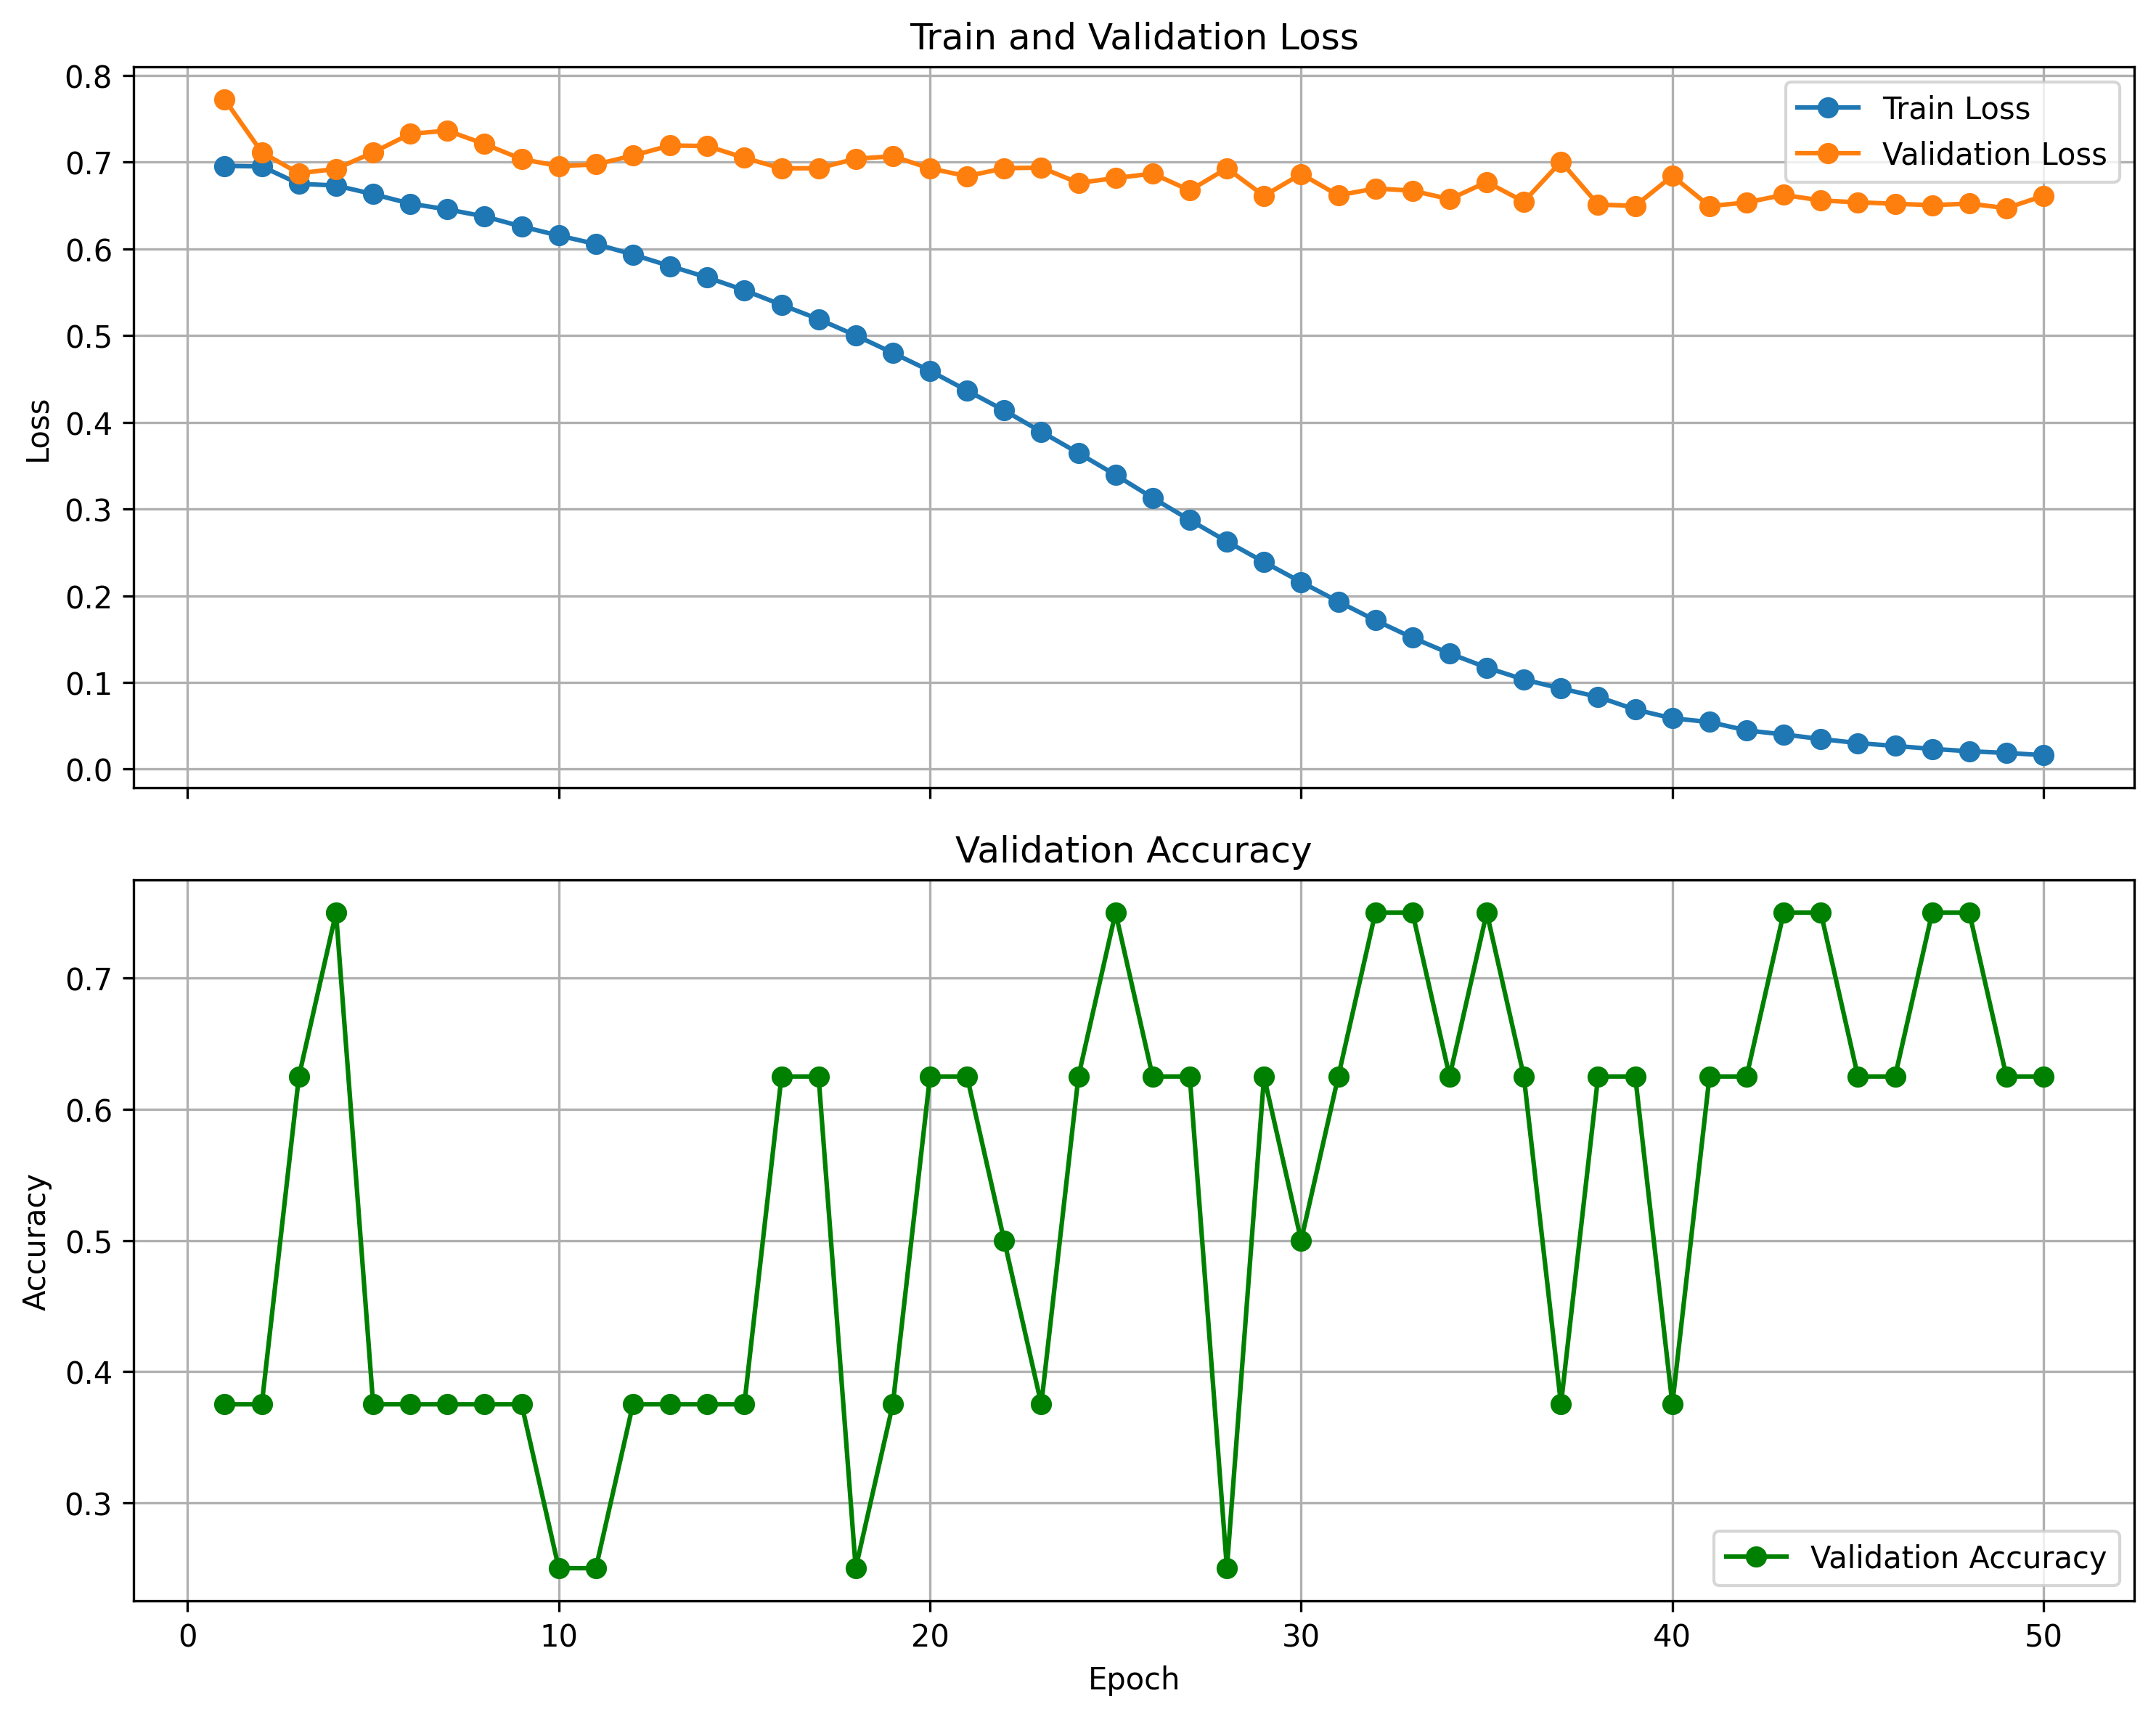 Train and Validation Loss
0.8
0.7
0.6
0.5
0.4
0.3
0.2
0.1
0.0
Loss
Train Loss
Validation Loss
Validation Accuracy
0.7
0.6
0.5
0.4
0.3
Accuracy
Validation Accuracy
0 10 20 30 40 50
Epoch